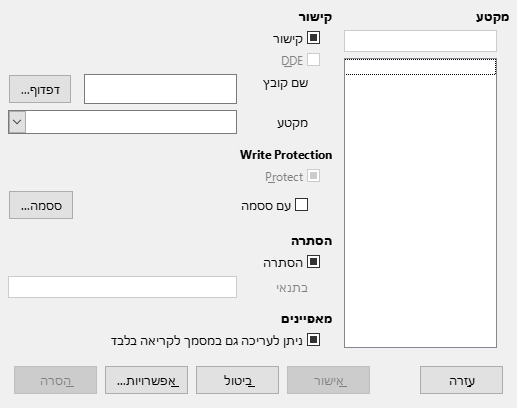 מקטע
קישור
קישור
DDE
שם קובץ
דפדוף...
מקטע
Write Protection
Protect
עם ססמה
ססמה...
הסתרה
הסתרה
בתנאי
מאפיינים
ניתן לעריכה גם במסמך לקריאה בלבד
עזרה
אישור
ביטול
אפשרויות...
הסרה